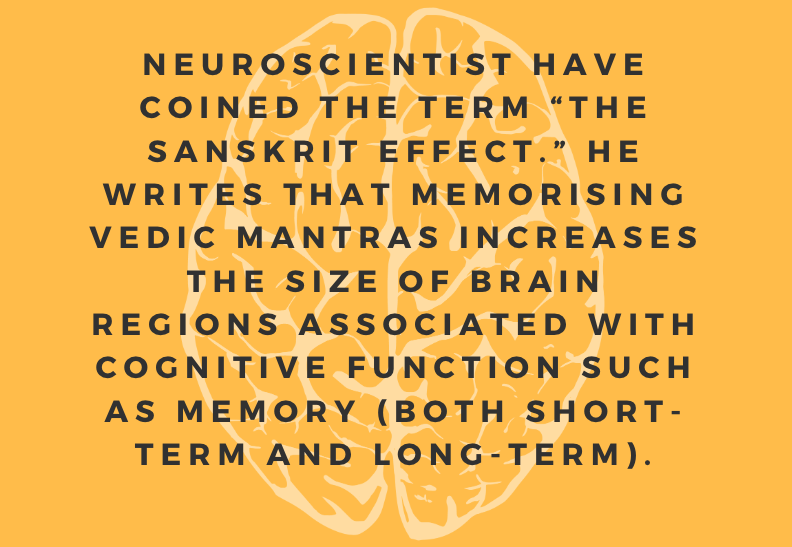 NEUROSCIENTIST HAVE
COINED THE TERM “THE
SANSKRIT EFFECT.” HE
WRITES THAT MEMORISING
VEDIC MANTRAS INCREASES
THE SIZE OF BRAIN
REGIONS ASSOCIATED WITH
COGNITIVE FUNCTION SUCH
AS MEMORY (BOTH SHORT-
TERM AND LONG-TERM).